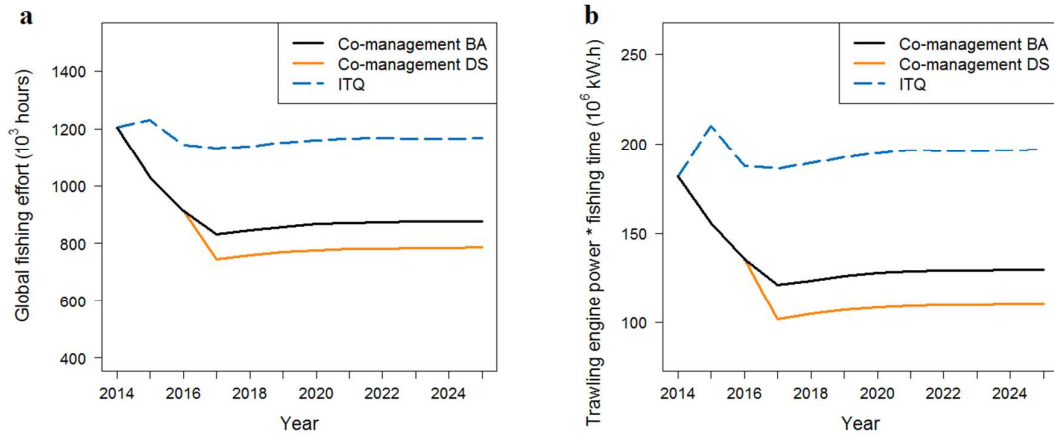 a
Global fishing effort (10³ hours)
1400
1200
1000
800
600
400
Co-management BA
Co-management DS
ITQ
2014
2016
2018
2020
2022
2024
Year
b
Trawling engine power * fishing time (10⁶ kW.h)
250
200
150
100
Co-management BA
Co-management DS
ITQ
2014
2016
2018
2020
2022
2024
Year